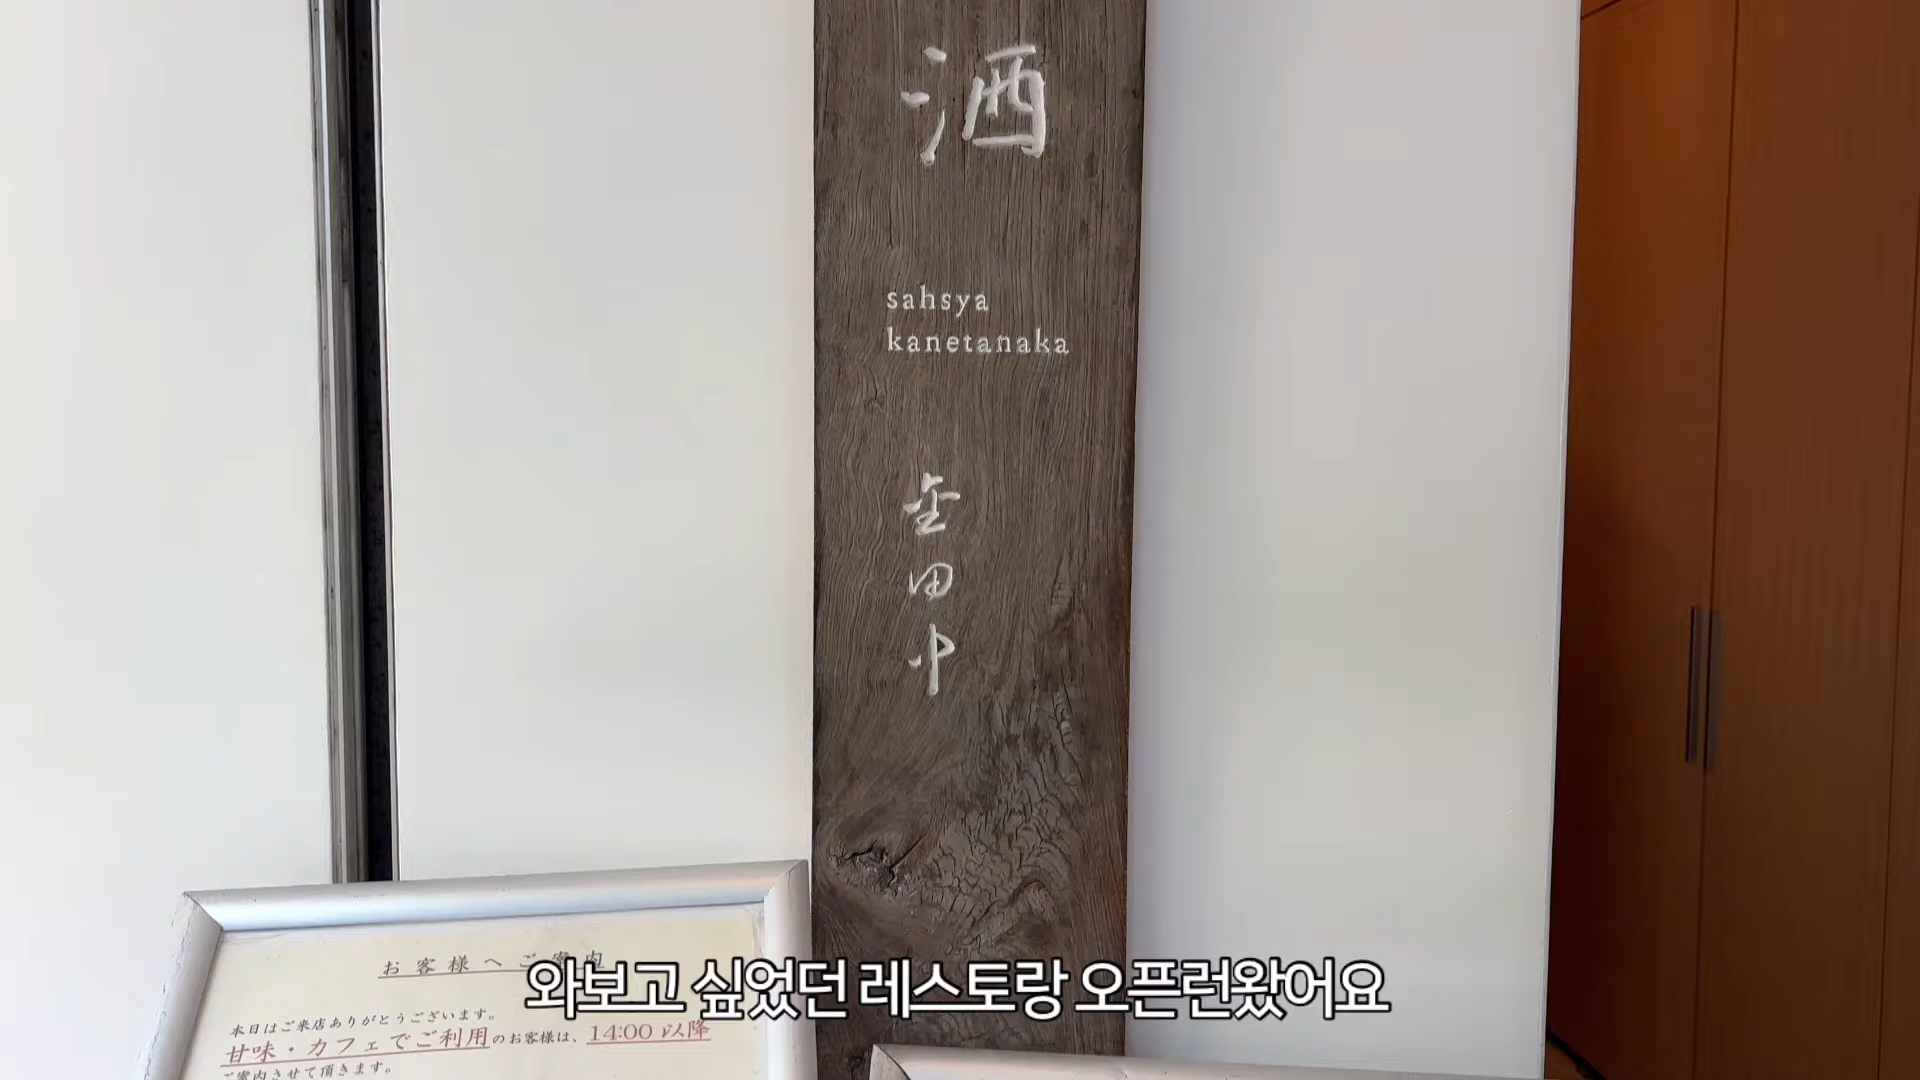 酒
sahsya
kanetanaka
金田中
お客様へご案内
本日はご来店ありがとうございます。
甘味・カフェでご利用のお客様は、14:00 以降
ご案内させて頂きます。
와보고 싶었던 레스토랑 오픈런왔어요